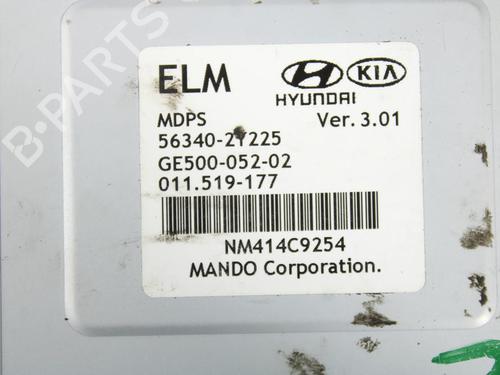 ELM
HYUNDAI
KIA
MDPS Ver. 3.01
56340-2Y225
GE500-052-02
011.519-177
NM414C9254
MANDO Corporation.
B-PARTS